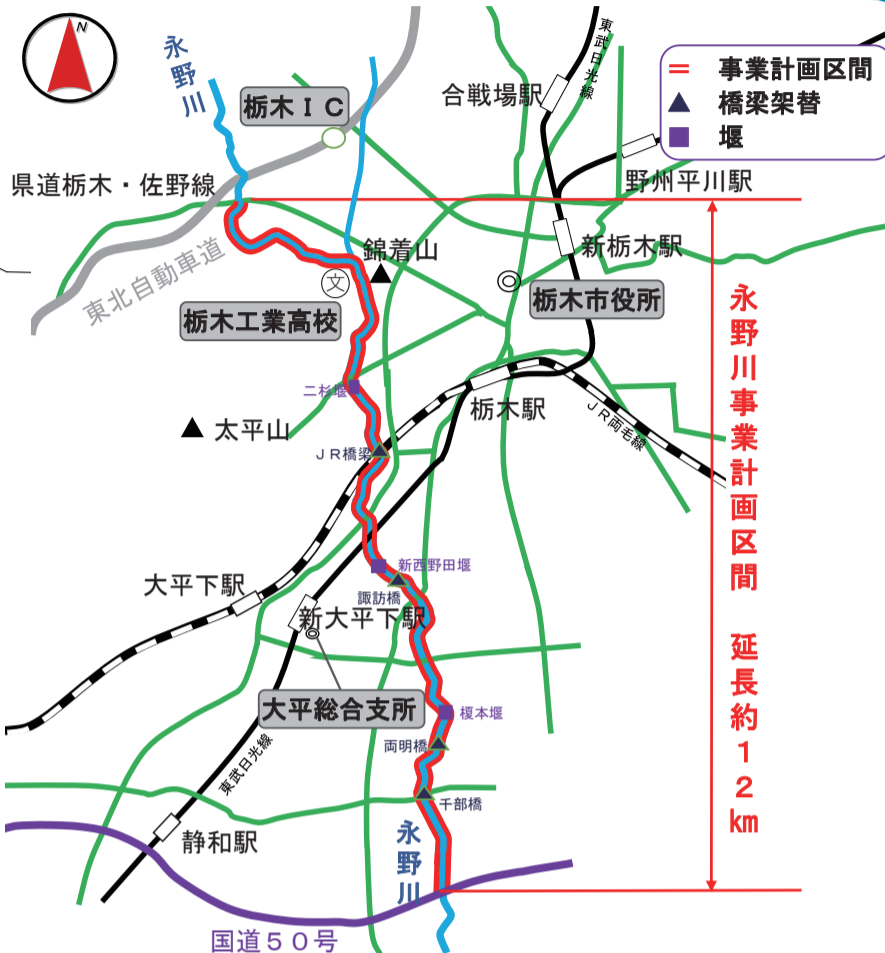 N
永野川
栃木ＩＣ
合戦場駅
東武日光線
事業計画区間
橋梁架替
堰
県道栃木・佐野線
野州平川駅
東北自動車道
錦着山
新栃木駅
文
栃木工業高校
栃木市役所
二杉堰
太平山
栃木駅
ＪＲ橋梁
ＪＲ両毛線
永野川事業計画区間 延長約１２㎞
新西野田堰
大平下駅
諏訪橋
新大平下駅
大平総合支所
榎本堰
両明橋
東武日光線
千部橋
静和駅
永野川
国道５０号